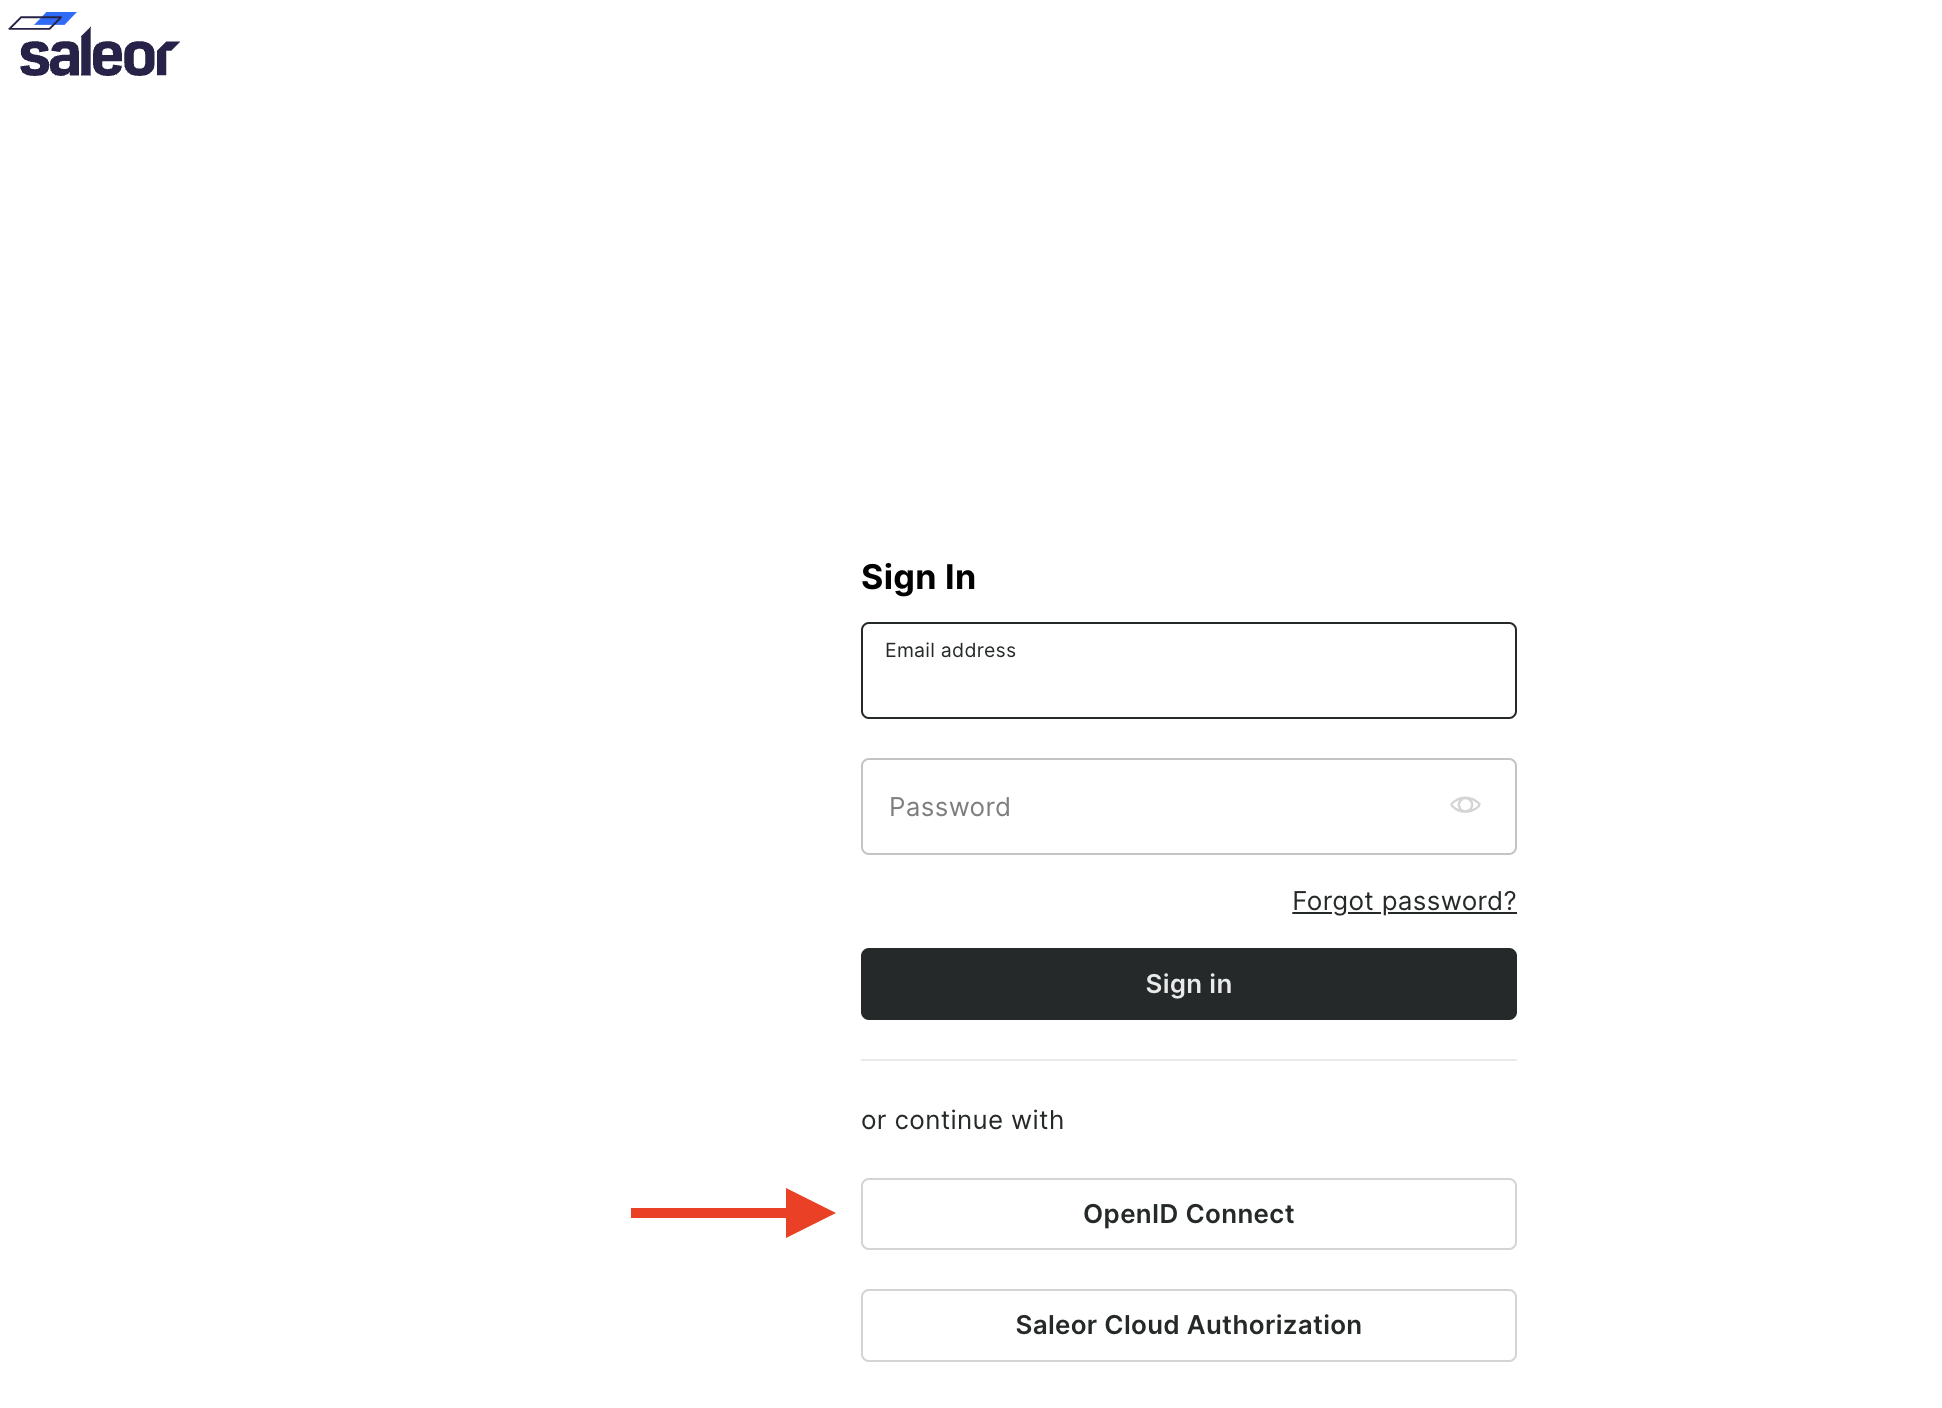 saleor
Sign In
Email address
Password
Forgot password?
Sign in
or continue with
OpenID Connect
Saleor Cloud Authorization